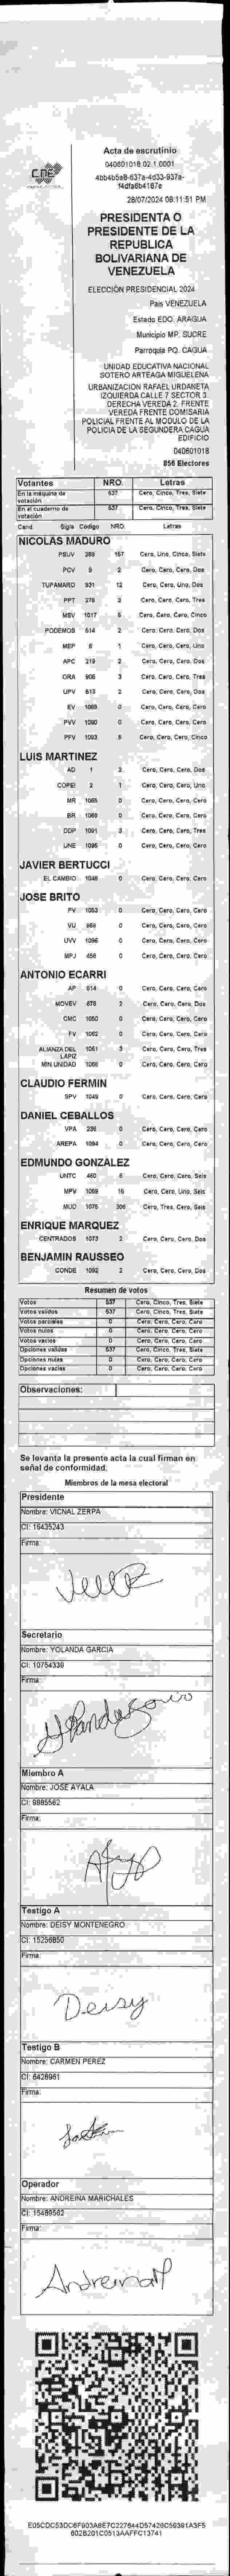 Acta de escrutinio
040601018.02.1.0001
4bb4b5a8-637a-4d33-937a-
f4dfa6b4187e
28/07/2024 08:11:51 PM
CNE
PRESIDENTA O
PRESIDENTE DE LA
REPUBLICA
BOLIVARIANA DE
VENEZUELA
ELECCIÓN PRESIDENCIAL 2024
País VENEZUELA
Estado EDO. ARAGUA
Municipio MP. SUCRE
Parroquia PQ. CAGUA
UNIDAD EDUCATIVA NACIONAL
SOTERO ARTEAGA MIQUELENA
URBANIZACION RAFAEL URDANETA
IZQUIERDA CALLE 7 SECTOR 3.
DERECHA VEREDA 2. FRENTE
VEREDA FRENTE COMISARIA
POLICIAL FRENTE AL MODULO DE LA
POLICIA DE LA SEGUNDERA CAGUA
EDIFICIO
040601018
856 Electores
Votantes NRO. Letras
En la máquina de votación 537 Cero, Cinco, Tres, Siete
En el cuaderno de votación 537 Cero, Cinco, Tres, Siete
Cand. Sigla Código NRO. Letras
NICOLAS MADURO
PSUV 269 157 Cero, Uno, Cinco, Siete
PCV 9 2 Cero, Cero, Cero, Dos
TUPAMARO 931 12 Cero, Cero, Uno, Dos
PPT 276 3 Cero, Cero, Cero, Tres
MSV 1017 5 Cero, Cero, Cero, Cinco
PODEMOS 514 2 Cero, Cero, Cero, Dos
MEP 6 1 Cero, Cero, Cero, Uno
APC 219 2 Cero, Cero, Cero, Dos
ORA 906 3 Cero, Cero, Cero, Tres
UPV 613 2 Cero, Cero, Cero, Dos
EV 1089 0 Cero, Cero, Cero, Cero
PVV 1090 0 Cero, Cero, Cero, Cero
PFV 1093 5 Cero, Cero, Cero, Cinco
LUIS MARTINEZ
AD 1 2 Cero, Cero, Cero, Dos
COPEI 2 1 Cero, Cero, Cero, Uno
MR 1065 0 Cero, Cero, Cero, Cero
BR 1069 0 Cero, Cero, Cero, Cero
DDP 1091 3 Cero, Cero, Cero, Tres
UNE 1095 0 Cero, Cero, Cero, Cero
JAVIER BERTUCCI
EL CAMBIO 1048 0 Cero, Cero, Cero, Cero
JOSE BRITO
PV 1053 0 Cero, Cero, Cero, Cero
VU 968 0 Cero, Cero, Cero, Cero
UVV 1096 0 Cero, Cero, Cero, Cero
MPJ 456 0 Cero, Cero, Cero, Cero
ANTONIO ECARRI
AP 614 0 Cero, Cero, Cero, Cero
MOVEV 878 2 Cero, Cero, Cero, Dos
CMC 1050 0 Cero, Cero, Cero, Cero
FV 1062 0 Cero, Cero, Cero, Cero
ALIANZA DEL LAPIZ 1051 3 Cero, Cero, Cero, Tres
MIN UNIDAD 1068 0 Cero, Cero, Cero, Cero
CLAUDIO FERMIN
SPV 1049 0 Cero, Cero, Cero, Cero
DANIEL CEBALLOS
VPA 236 0 Cero, Cero, Cero, Cero
AREPA 1094 0 Cero, Cero, Cero, Cero
EDMUNDO GONZALEZ
UNTC 460 6 Cero, Cero, Cero, Seis
MPV 1069 16 Cero, Cero, Uno, Seis
MUD 1075 306 Cero, Tres, Cero, Seis
ENRIQUE MARQUEZ
CENTRADOS 1073 2 Cero, Cero, Cero, Dos
BENJAMIN RAUSSEO
CONDE 1092 2 Cero, Cero, Cero, Dos
Resumen de votos
Votos 537 Cero, Cinco, Tres, Siete
Votos válidos 537 Cero, Cinco, Tres, Siete
Votos parciales 0 Cero, Cero, Cero, Cero
Votos nulos 0 Cero, Cero, Cero, Cero
Votos vacíos 0 Cero, Cero, Cero, Cero
Opciones válidas 537 Cero, Cinco, Tres, Siete
Opciones nulas 0 Cero, Cero, Cero, Cero
Opciones vacías 0 Cero, Cero, Cero, Cero
Observaciones:
Se levanta la presente acta la cual firman en
señal de conformidad.
Miembros de la mesa electoral
Presidente
Nombre: VICNAL ZERPA
CI: 16435243
Firma:
Secretario
Nombre: YOLANDA GARCIA
CI: 10754339
Firma:
Miembro A
Nombre: JOSE AYALA
CI: 9885562
Firma:
Testigo A
Nombre: DEISY MONTENEGRO
CI: 15256850
Firma:
Deisy
Testigo B
Nombre: CARMEN PEREZ
CI: 6428961
Firma:
Operador
Nombre: ANDREINA MARICHALES
CI: 15489562
Firma:
AndreinaM
E05CDC53DC6F903A6E7C227644D57426C59391A3F5
602B201C0513AAFFC13741